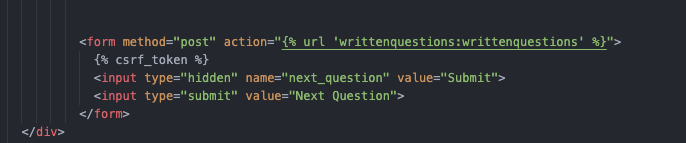 <form method="post" action="{% url 'writtenquestions:writtenquestions' %}">
{% csrf_token %}
<input type="hidden" name="next_question" value="Submit">
<input type="submit" value="Next Question">
</form>
</div>